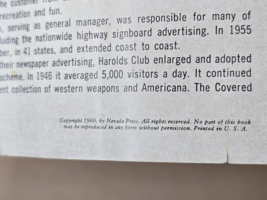 the customer from
recreation and fun.
, serving as general manager, was responsible for many of
luding the nationwide highway signboard advertising. In 1955
ber, in 41 states, and extended coast to coast.
their newspaper advertising, Harolds Club enlarged and adopted
scheme. In 1946 it averaged 5,000 visitors a day. It continued
ent collection of western weapons and Americana. The Covered
Copyright 1960, by Nevada Press. All rights reserved. No part of this book
may be reproduced in any form without permission. Printed in U. S. A.